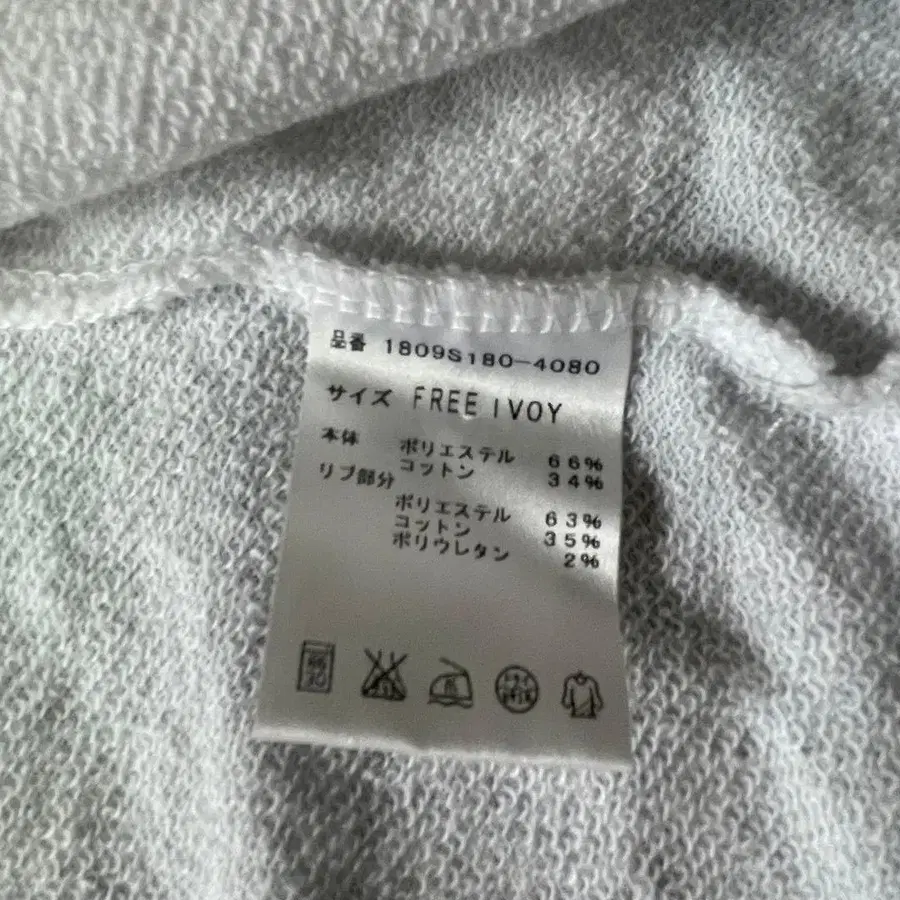 品番 1809S180-4080
サイズ FREE IVOY
本体 ポリエステル 66%
コットン 34%
リブ部分
ポリエステル 63%
コットン 35%
ポリウレタン 2%